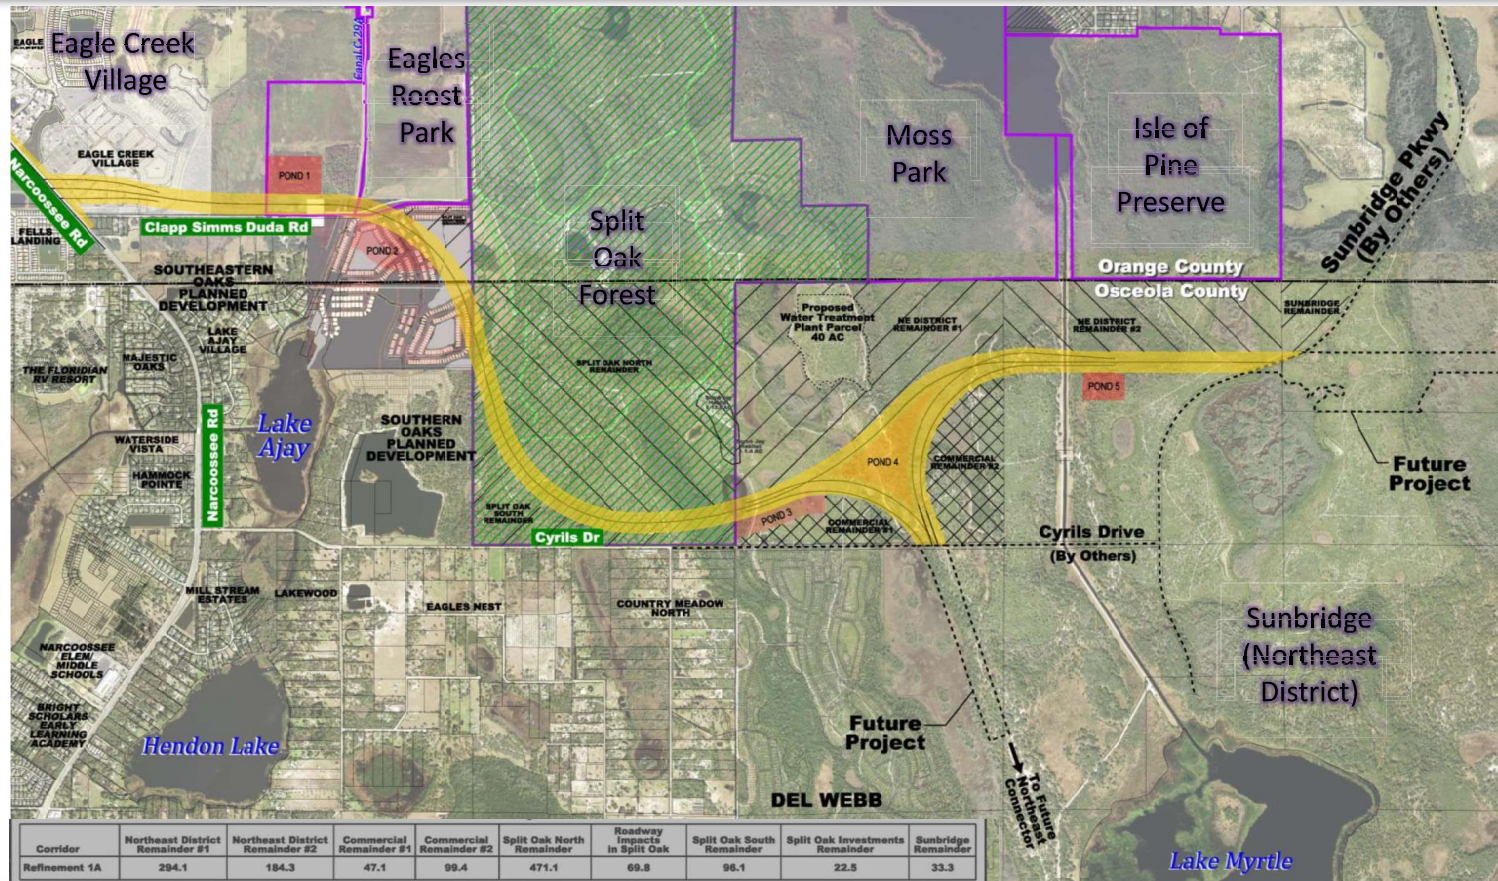 Eagle Creek
Village
EAGLE
EAGLE CREEK
VILLAGE
Canal C-29A
Eagles
Roost
Park
POND 1
Narcoossee Rd
Clapp Simms Duda Rd
FELLS
LANDING
POND 2
SOUTHEASTERN
OAKS
PLANNED
DEVELOPMENT
LAKE
AJAY
VILLAGE
MAJESTIC
OAKS
THE FLORIDIAN
RV RESORT
Lake
Ajay
Narcoossee Rd
WATERSIDE
VISTA
HAMMOCK
POINTE
SOUTHERN
OAKS
PLANNED
DEVELOPMENT
Split
Oak
Forest
SPLIT OAK NORTH
REMAINDER
SPLIT OAK
SOUTH
REMAINDER
Cyrils Dr
Moss
Park
Isle of
Pine
Preserve
Sunbridge Pkwy
(By Others)
Orange County
Osceola County
Proposed
Water Treatment
Plant Parcel
40 AC
NE DISTRICT
REMAINDER #1
NE DISTRICT
REMAINDER #2
SUNBRIDGE
REMAINDER
POND 5
POND 4
COMMERCIAL
REMAINDER #2
POND 3
COMMERCIAL
REMAINDER #1
Future
Project
Cyrils Drive
(By Others)
MILL STREAM
ESTATES
LAKEWOOD
EAGLES NEST
COUNTRY MEADOW
NORTH
NARCOOSSEE
ELEM/
MIDDLE
SCHOOLS
BRIGHT
SCHOLARS
EARLY
LEARNING
ACADEMY
Hendon Lake
Sunbridge
(Northeast
District)
Future
Project
DEL WEBB
To Future
Northeast
Connector
Lake Myrtle
Corridor Northeast District Remainder #1 Northeast District Remainder #2 Commercial Remainder #1 Commercial Remainder #2 Split Oak North Remainder Roadway Impacts in Split Oak Split Oak South Remainder Split Oak Investments Remainder Sunbridge Remainder
Refinement 1A 294.1 184.3 47.1 99.4 471.1 69.8 96.1 22.5 33.3